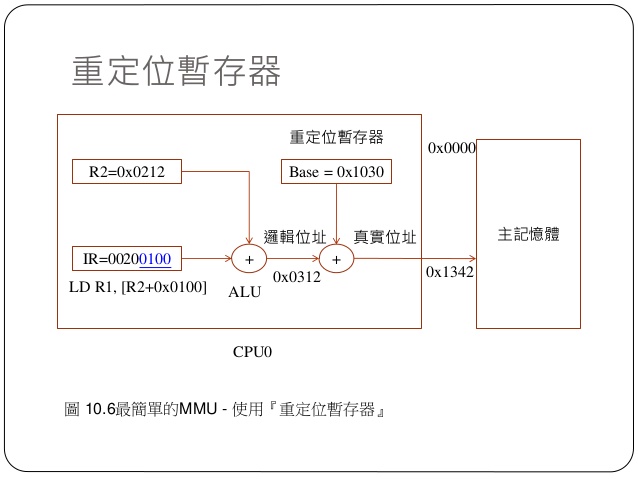 重定位暫存器
重定位暫存器
0x0000
R2=0x0212
Base = 0x1030
邏輯位址
真實位址
主記憶體
IR=00200100
+
+
0x0312
0x1342
LD R1, [R2+0x0100]
ALU
CPU0
圖 10.6最簡單的MMU - 使用『重定位暫存器』